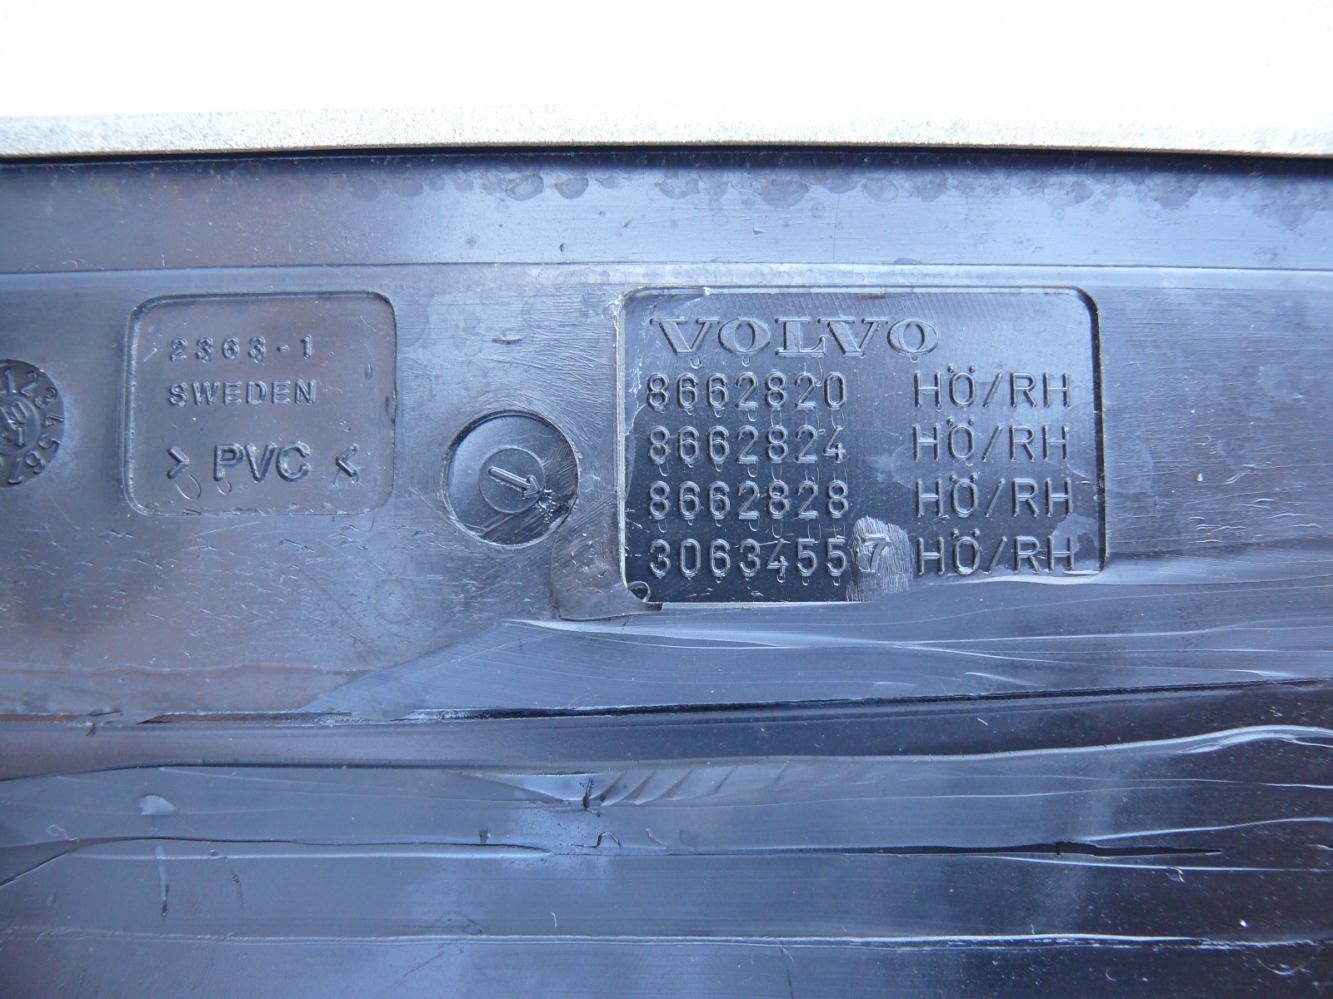 2363-1
SWEDEN
> PVC <
VOLVO
8662820 HÖ/RH
8662824 HÖ/RH
8662828 HÖ/RH
30634557 HÖ/RH